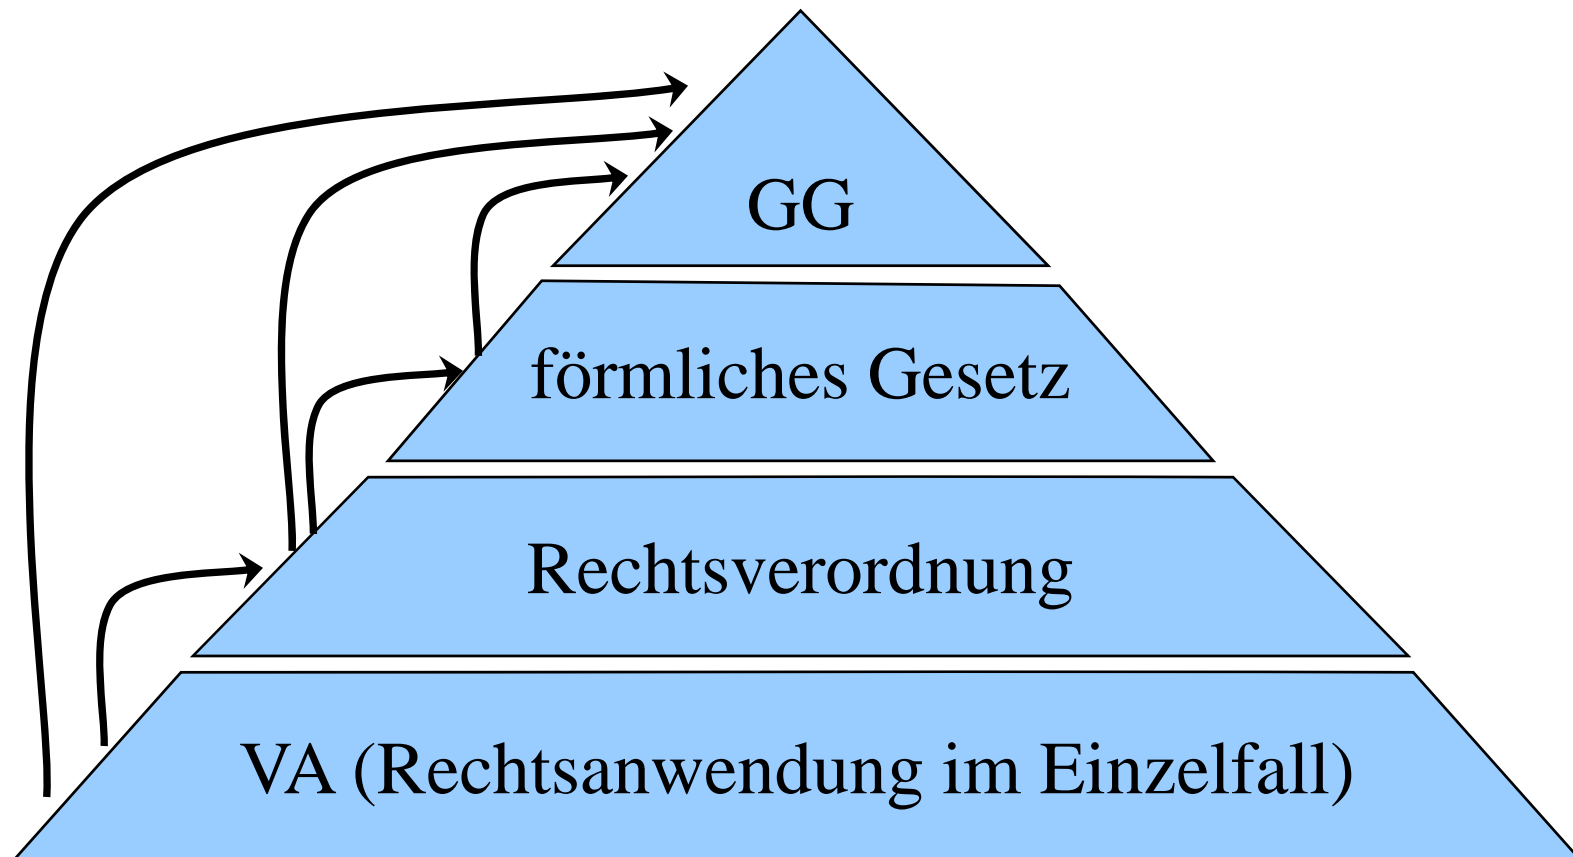 GG
förmliches Gesetz
Rechtsverordnung
VA (Rechtsanwendung im Einzelfall)